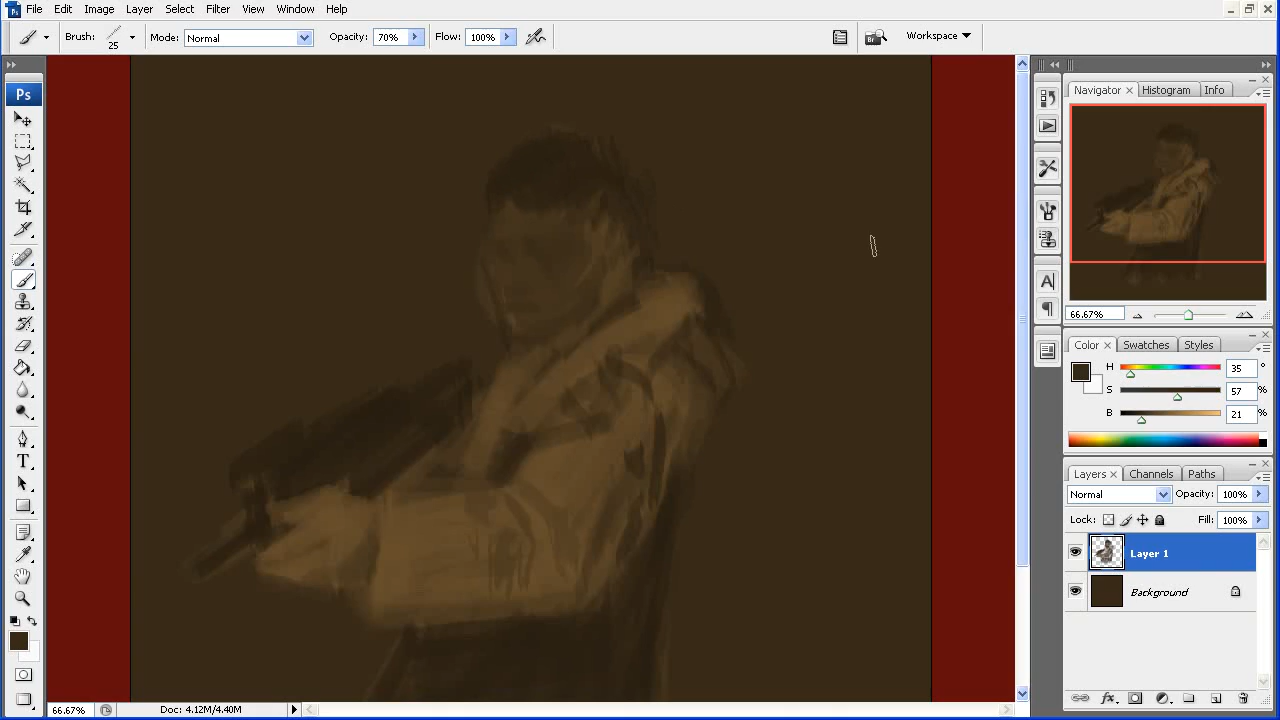 Ps File Edit Image Layer Select Filter View Window Help
Brush: 25 Mode: Normal Opacity: 70% Flow: 100% Br Workspace
Ps
Navigator Histogram Info
66.67%
Color Swatches Styles
H 35 °
S 57 %
B 21 %
Layers Channels Paths
Normal Opacity: 100%
Lock: Fill: 100%
Layer 1
Background
T
A
66.67% Doc: 4.12M/4.40M